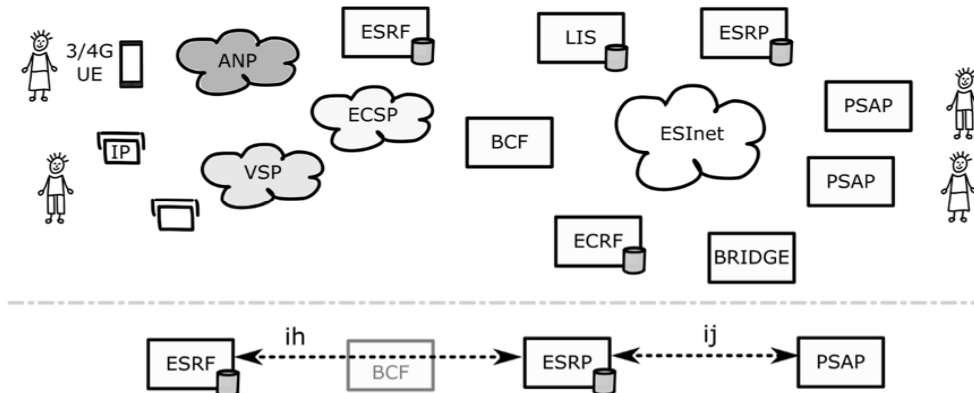 3/4G
UE
ANP
ESRF
LIS
ESRP
ECSP
PSAP
BCF
ESInet
IP
VSP
PSAP
ECRF
BRIDGE
ih
ij
ESRF
BCF
ESRP
PSAP